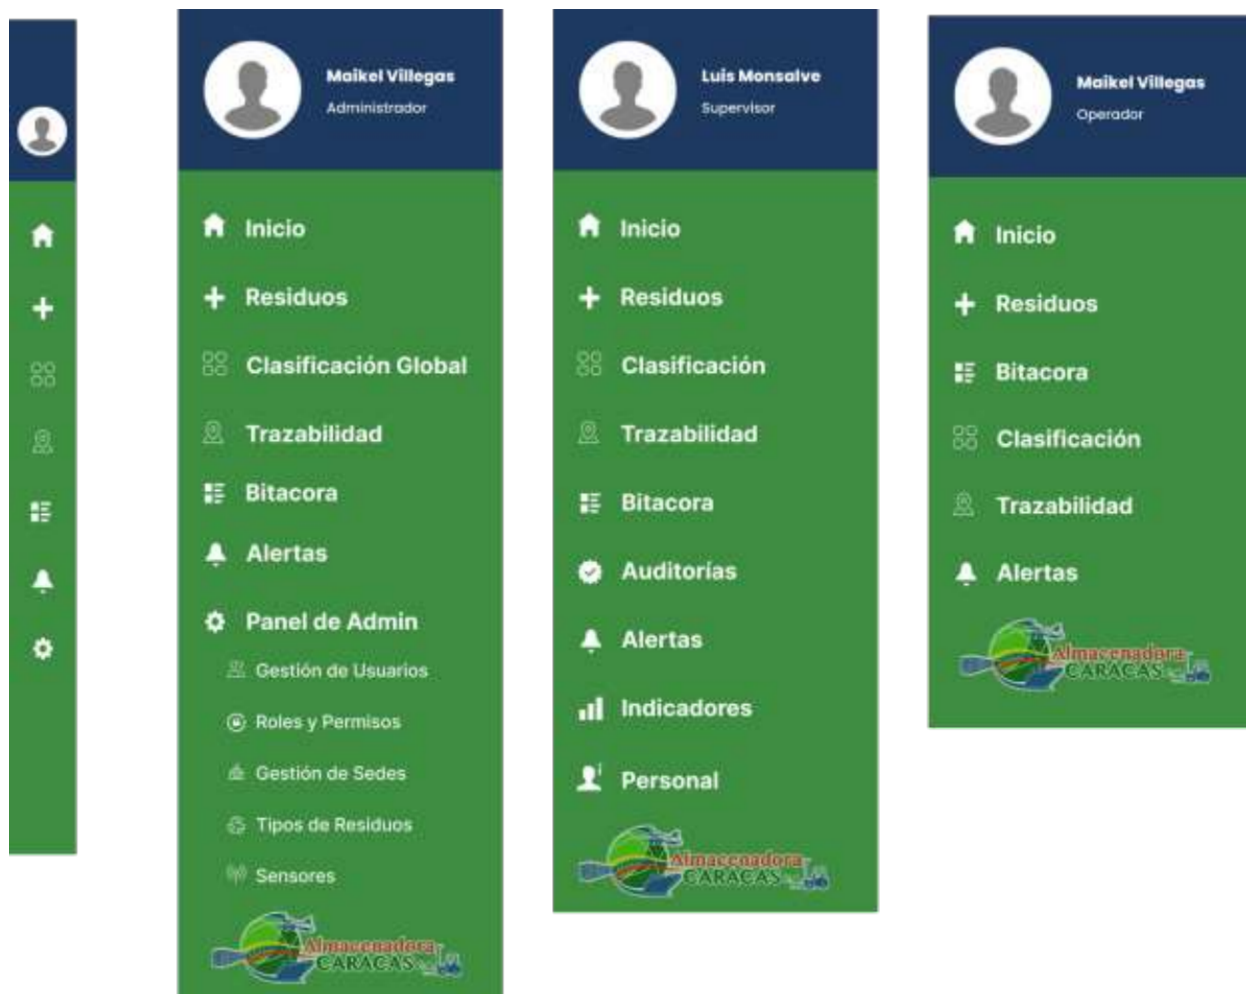 Maikel Villegas
Administrador
Inicio
Residuos
Clasificación Global
Trazabilidad
Bitacora
Alertas
Panel de Admin
Gestión de Usuarios
Roles y Permisos
Gestión de Sedes
Tipos de Residuos
Sensores
Almacenadora
CARACAS
Luis Monsalve
Supervisor
Inicio
Residuos
Clasificación
Trazabilidad
Bitacora
Auditorías
Alertas
Indicadores
Personal
Almacenadora
CARACAS
Maikel Villegas
Operador
Inicio
Residuos
Bitacora
Clasificación
Trazabilidad
Alertas
Almacenadora
CARACAS